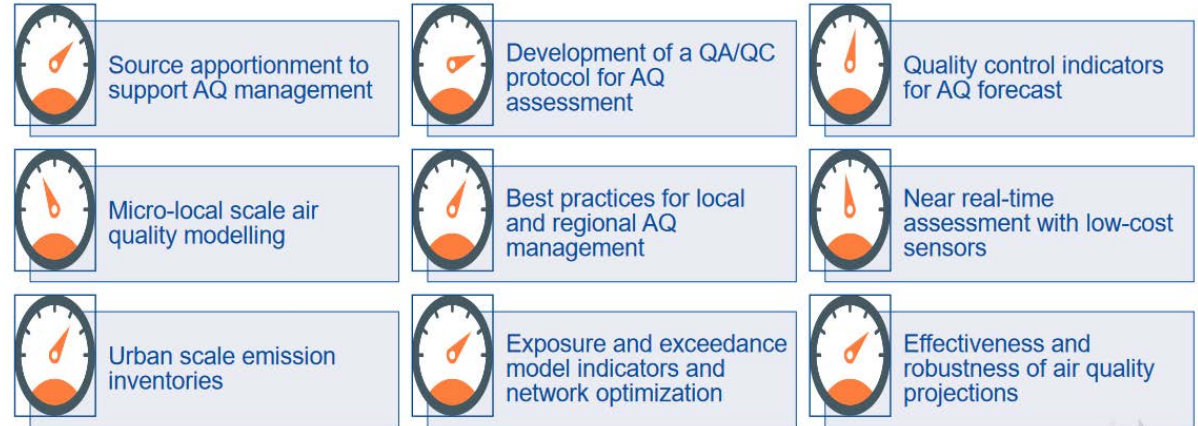 Source apportionment to
support AQ management
Development of a QA/QC
protocol for AQ
assessment
Quality control indicators
for AQ forecast
Micro-local scale air
quality modelling
Best practices for local
and regional AQ
management
Near real-time
assessment with low-cost
sensors
Urban scale emission
inventories
Exposure and exceedance
model indicators and
network optimization
Effectiveness and
robustness of air quality
projections